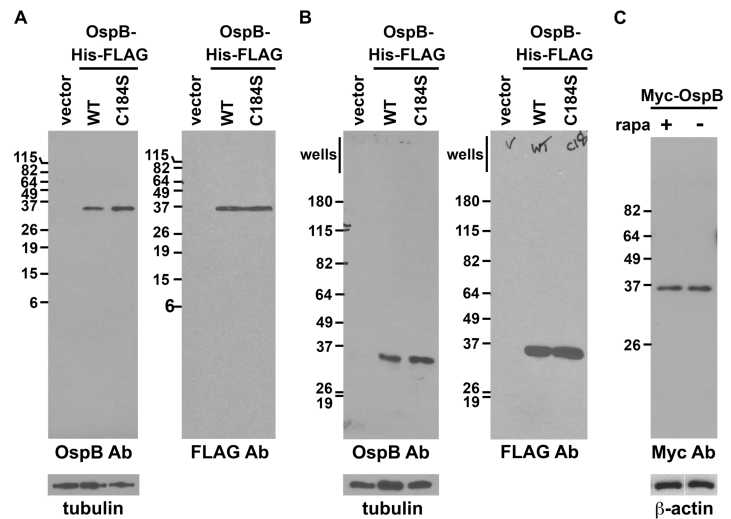 A
OspB-
His-FLAG
vector
WT
C184S
115
82
64
49
37
26
19
15
6
OspB Ab
tubulin
OspB-
His-FLAG
vector
WT
C184S
115
82
64
49
37
26
19
15
6
FLAG Ab
B
OspB-
His-FLAG
vector
WT
C184S
wells
180
115
82
64
49
37
26
19
OspB Ab
tubulin
OspB-
His-FLAG
vector
WT
C184S
wells
V WT C18
180
115
82
64
49
37
26
19
FLAG Ab
C
Myc-OspB
rapa + -
82
64
49
37
26
Myc Ab
β-actin